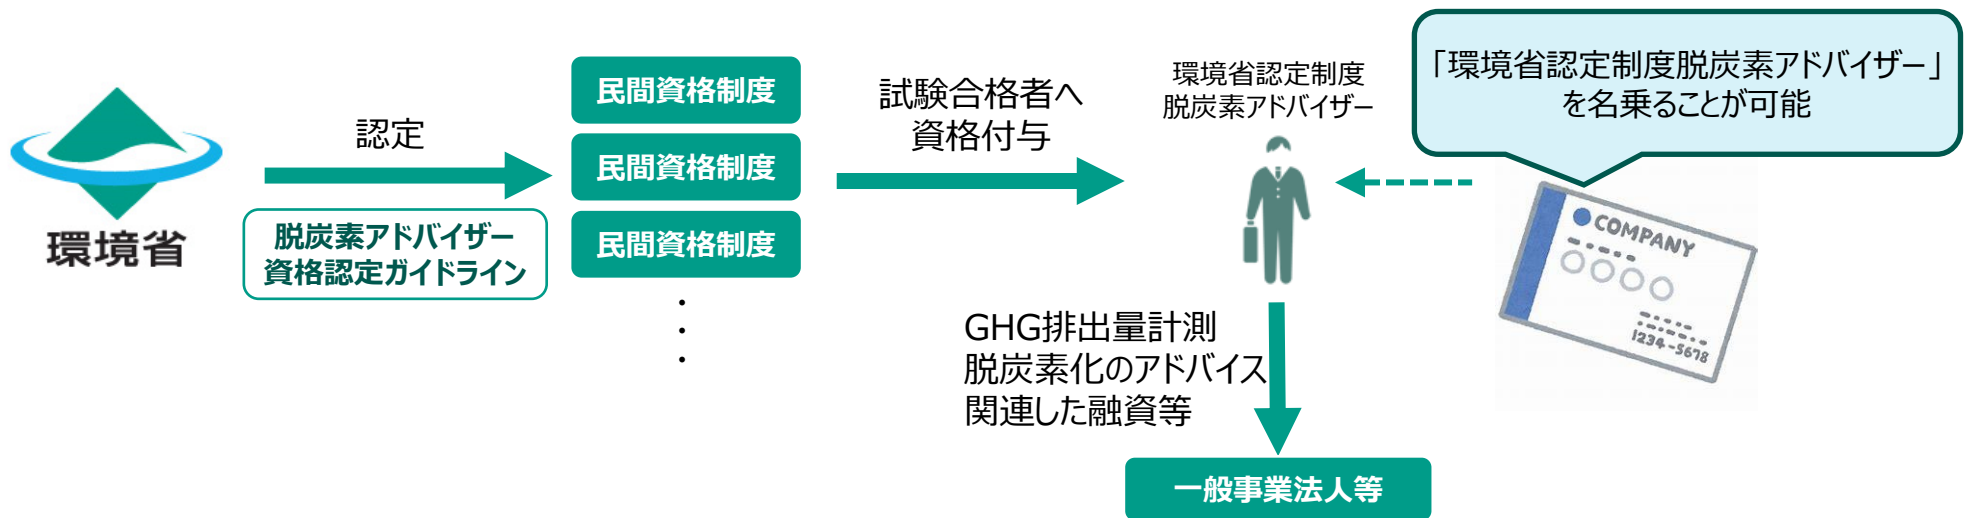 環境省
認定
脱炭素アドバイザー
資格認定ガイドライン
民間資格制度
民間資格制度
民間資格制度
・
・
・
試験合格者へ
資格付与
環境省認定制度
脱炭素アドバイザー
「環境省認定制度脱炭素アドバイザー」
を名乗ることが可能
COMPANY
1234-5678
GHG排出量計測
脱炭素化のアドバイス
関連した融資等
一般事業法人等